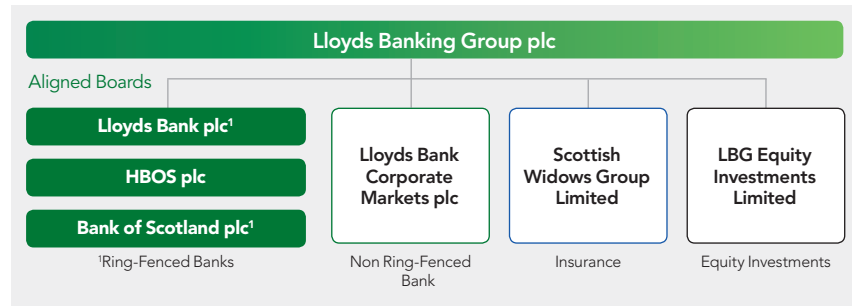 Lloyds Banking Group plc
Aligned Boards
Lloyds Bank plc¹
HBOS plc
Bank of Scotland plc¹
¹Ring-Fenced Banks
Lloyds Bank
Corporate
Markets plc
Non Ring-Fenced
Bank
Scottish
Widows Group
Limited
Insurance
LBG Equity
Investments
Limited
Equity Investments